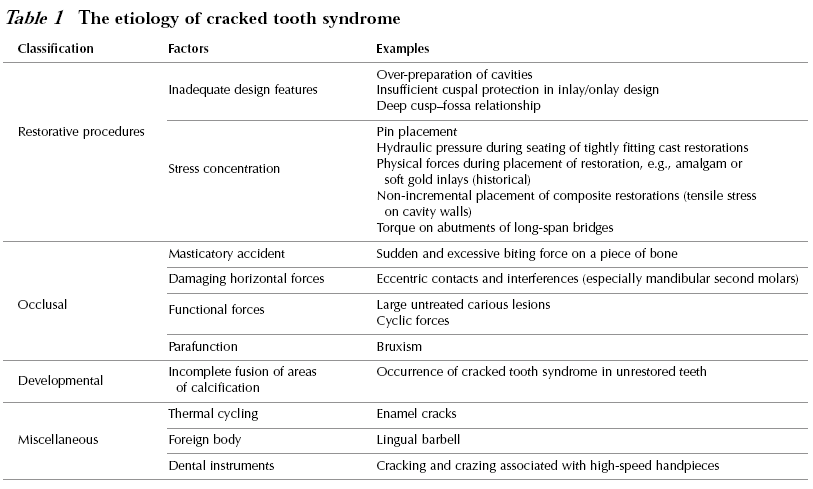 Table 1 The etiology of cracked tooth syndrome
Classification Factors Examples
Restorative procedures
Inadequate design features
Over-preparation of cavities
Insufficient cuspal protection in inlay/onlay design
Deep cusp–fossa relationship
Stress concentration
Pin placement
Hydraulic pressure during seating of tightly fitting cast restorations
Physical forces during placement of restoration, e.g., amalgam or
soft gold inlays (historical)
Non-incremental placement of composite restorations (tensile stress
on cavity walls)
Torque on abutments of long-span bridges
Occlusal
Masticatory accident
Sudden and excessive biting force on a piece of bone
Damaging horizontal forces
Eccentric contacts and interferences (especially mandibular second molars)
Functional forces
Large untreated carious lesions
Cyclic forces
Parafunction
Bruxism
Developmental
Incomplete fusion of areas
of calcification
Occurrence of cracked tooth syndrome in unrestored teeth
Miscellaneous
Thermal cycling
Enamel cracks
Foreign body
Lingual barbell
Dental instruments
Cracking and crazing associated with high-speed handpieces